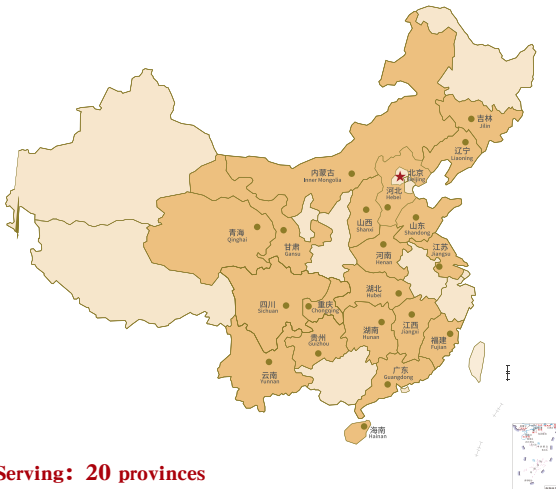 吉林
Jilin
辽宁
Liaoning
内蒙古
Inner Mongolia
北京
Beijing
河北
Hebei
山西
Shanxi
山东
Shandong
青海
Qinghai
甘肃
Gansu
河南
Henan
江苏
Jiangsu
湖北
Hubei
四川
Sichuan
重庆
Chongqing
湖南
Hunan
江西
Jiangxi
贵州
Guizhou
福建
Fujian
云南
Yunnan
广东
Guangdong
海南
Hainan
Serving: 20 provinces